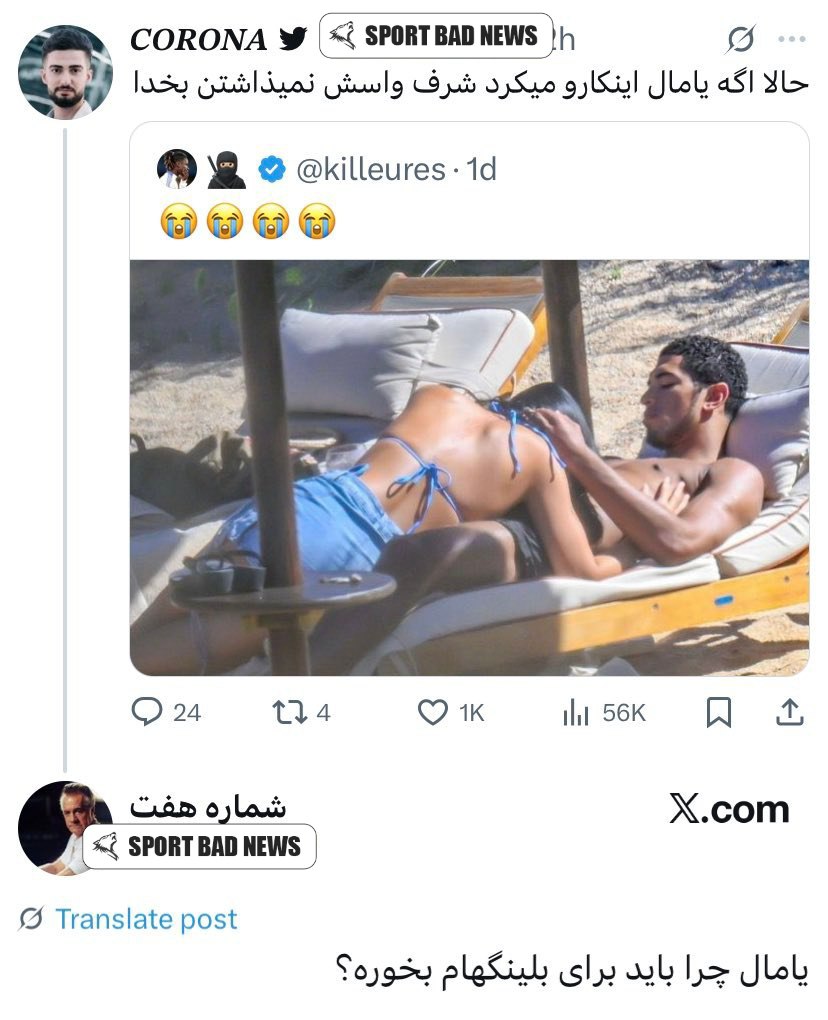 CORONA SPORT BAD NEWS 2h
حالا اگه یامال اینکارو میکرد شرف واسش نمیذاشتن بخدا
@killeures · 1d
24 4 1K 56K
شماره هفت X.com
SPORT BAD NEWS
Translate post
یامال چرا باید برای بلینگهام بخوره؟